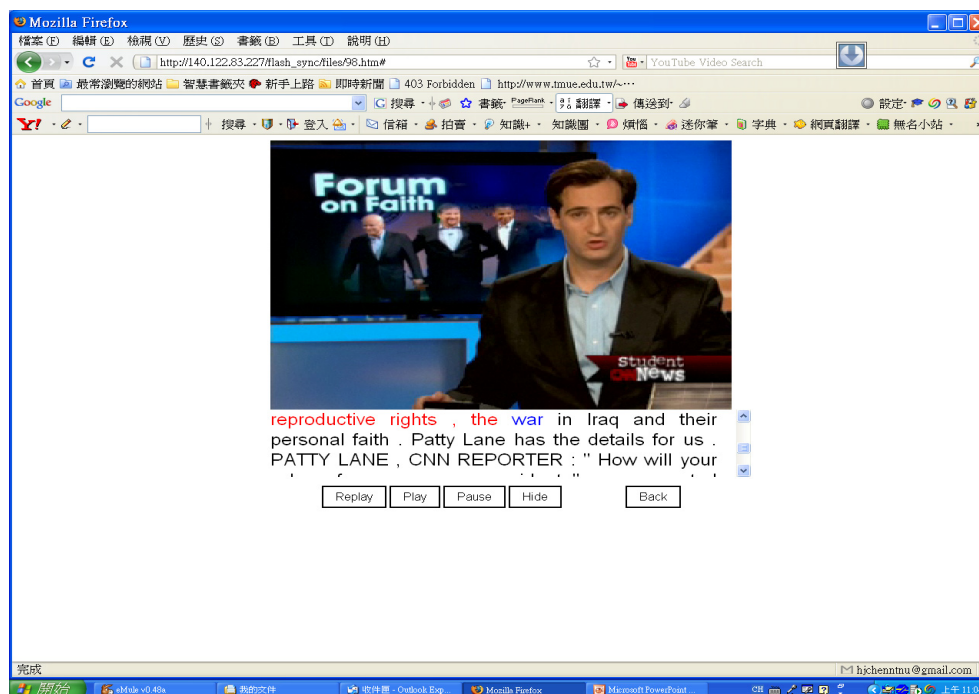 Mozilla Firefox
檔案(F) 編輯(E) 檢視(V) 歷史(S) 書籤(B) 工具(T) 說明(H)
http://140.122.83.227/flash_sync/files/98.htm# YouTube Video Search
首頁 最常瀏覽的網站 智慧書籤夾 新手上路 即時新聞 403 Forbidden http://www.tmue.edu.tw/~…
Google G 搜尋 書籤 PageRank 翻譯 傳送到 設定
Y! 搜尋 登入 信箱 拍賣 知識+ 知識圈 煩惱 迷你筆 字典 網頁翻譯 無名小站
Forum
on Faith
Student
News
reproductive rights , the war in Iraq and their
personal faith . Patty Lane has the details for us .
PATTY LANE , CNN REPORTER : " How will your
Replay Play Pause Hide Back
完成 hjchenntnu@gmail.com
開始 eMule v0.48a 我的文件 收件匣 - Outlook Exp... Mozilla Firefox Microsoft PowerPoint ... CH